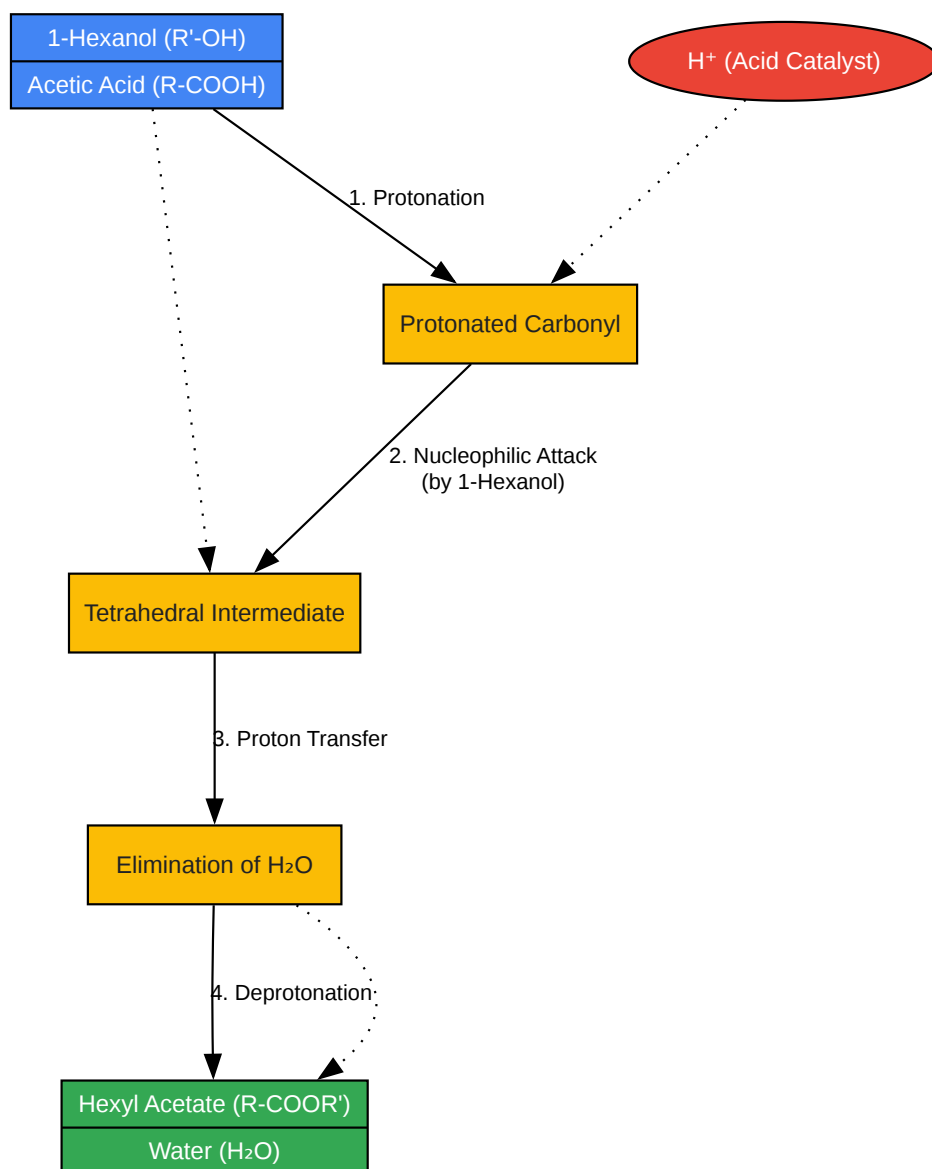 1-Hexanol (R'-OH)
Acetic Acid (R-COOH)
H⁺ (Acid Catalyst)
1. Protonation
Protonated Carbonyl
2. Nucleophilic Attack
(by 1-Hexanol)
Tetrahedral Intermediate
3. Proton Transfer
Elimination of H₂O
4. Deprotonation
Hexyl Acetate (R-COOR')
Water (H₂O)